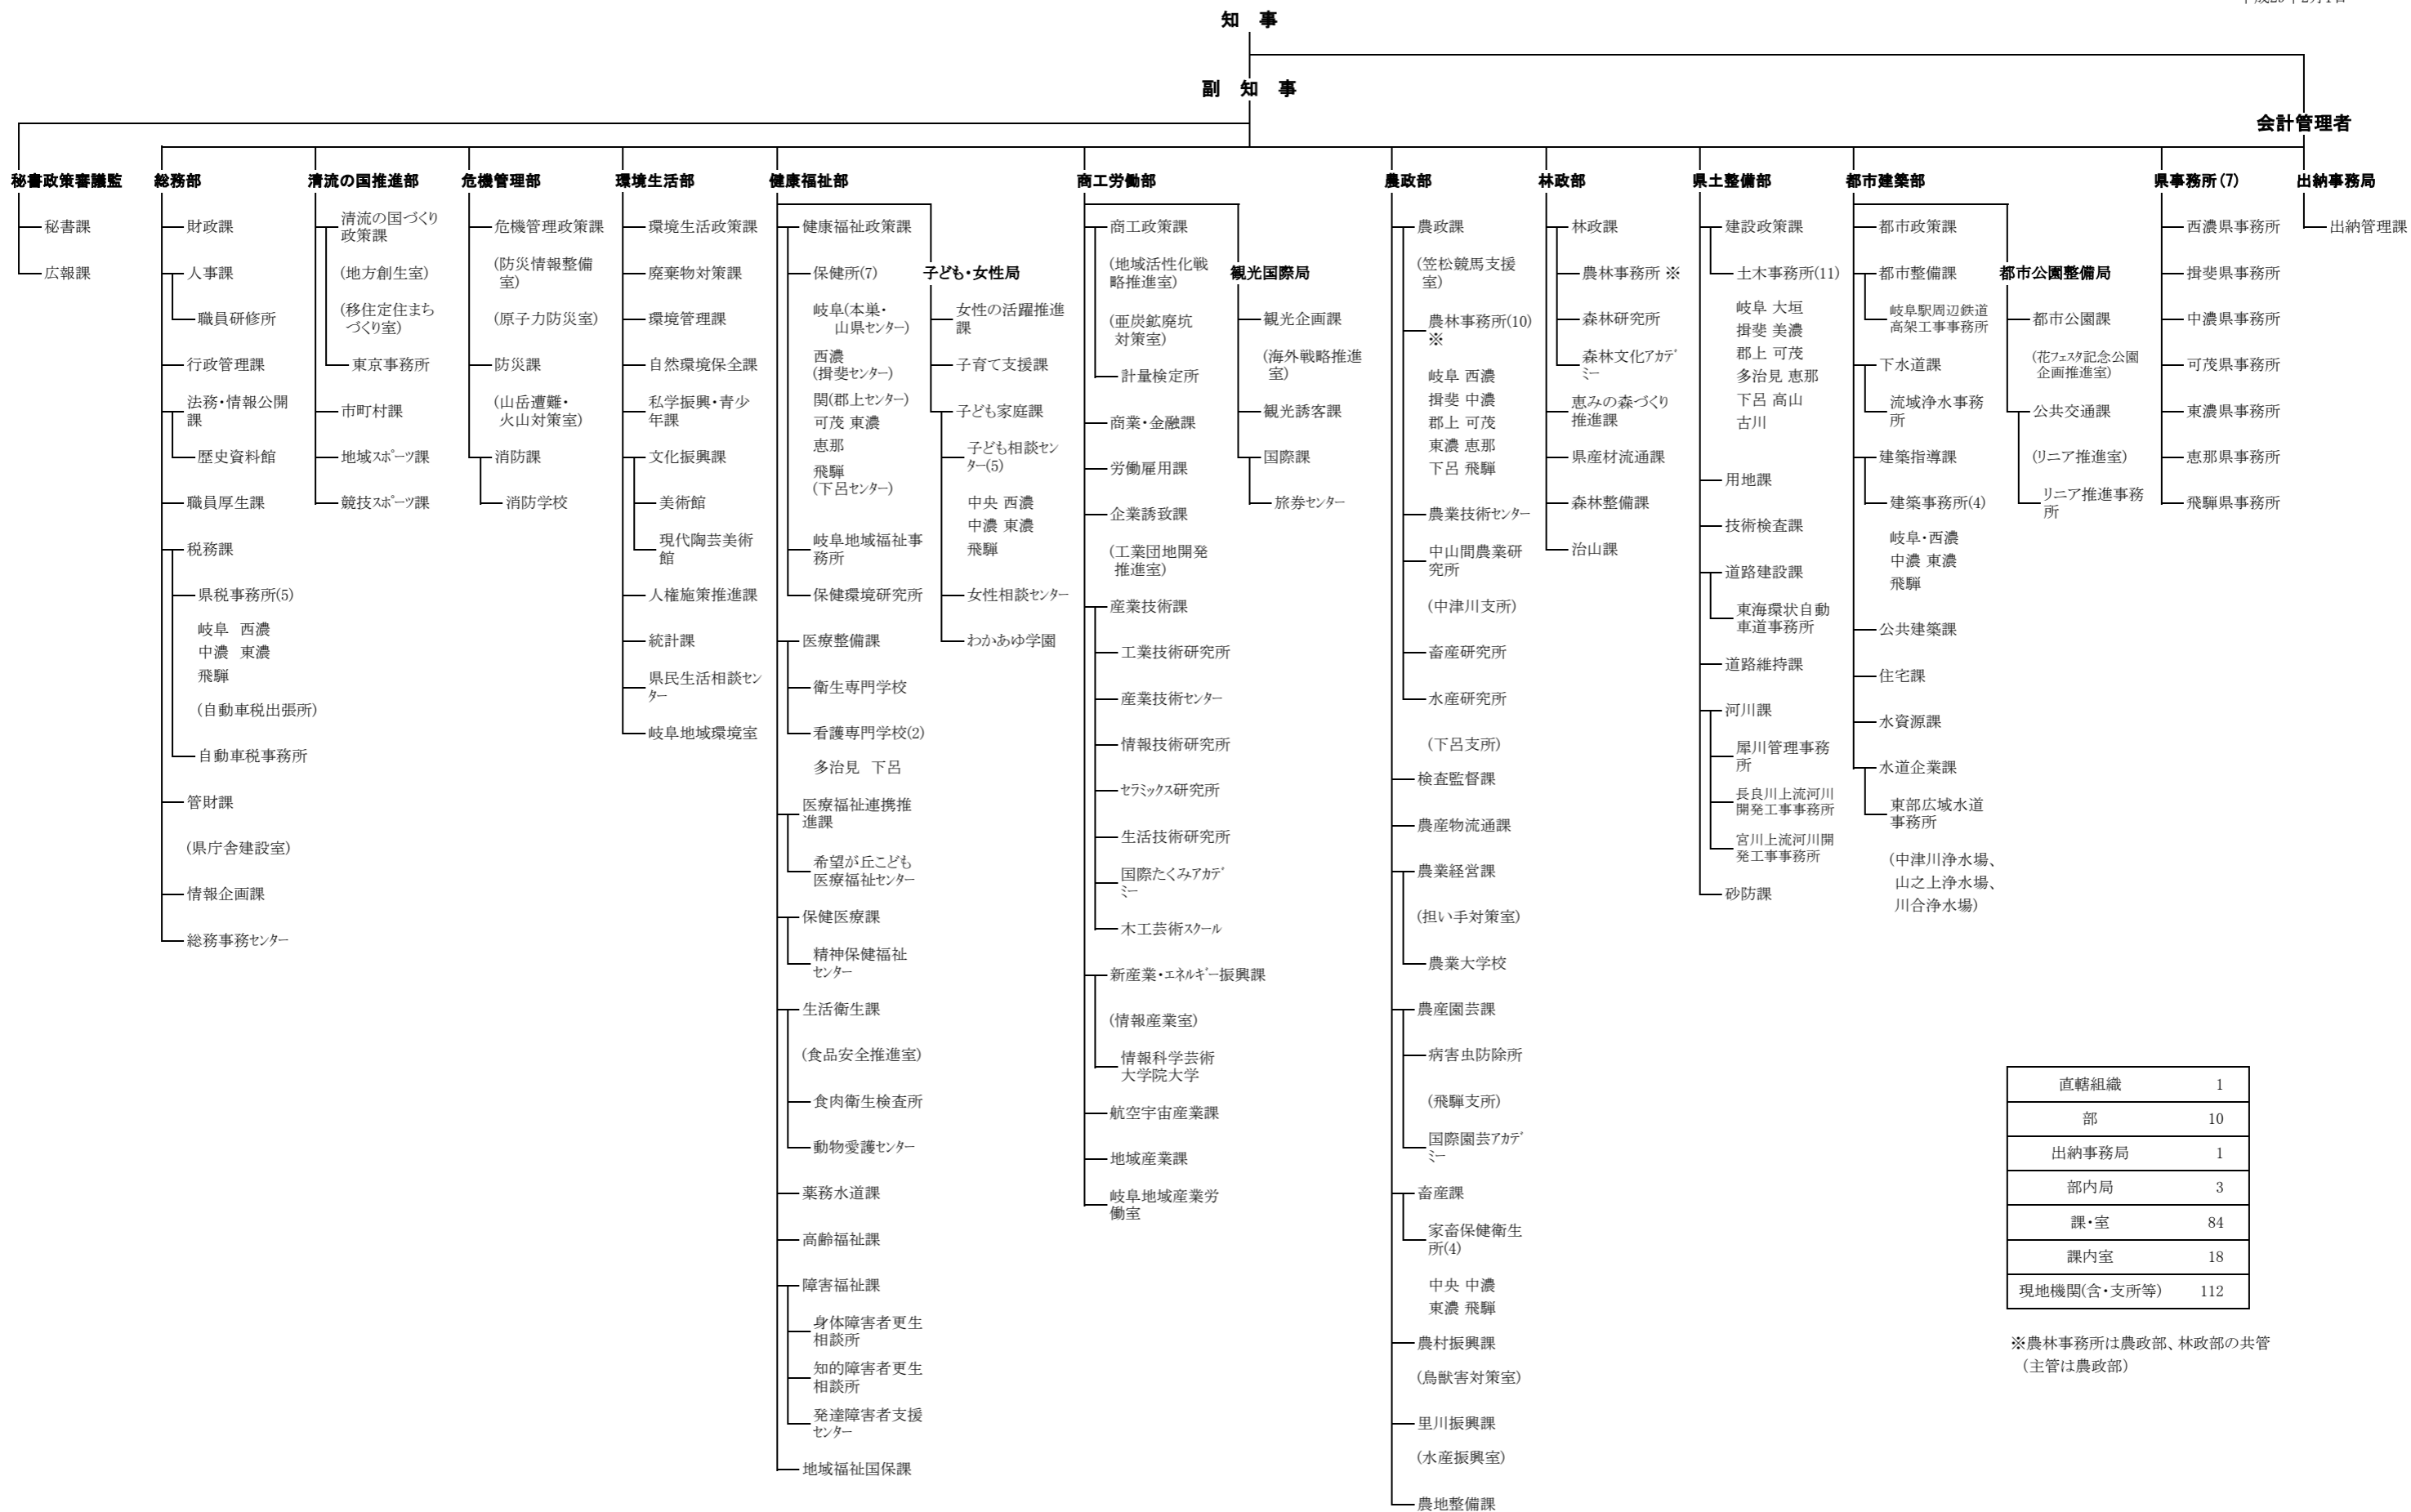 知 事
副 知 事
会計管理者
秘書政策審議監
秘書課
広報課
総務部
財政課
人事課
職員研修所
行政管理課
法務・情報公開
課
歴史資料館
職員厚生課
税務課
県税事務所(5)
岐阜 西濃
中濃 東濃
飛騨
(自動車税出張所)
自動車税事務所
管財課
(県庁舎建設室)
情報企画課
総務事務センター
清流の国推進部
清流の国づくり
政策課
(地方創生室)
(移住定住まち
づくり室)
東京事務所
市町村課
地域スポーツ課
競技スポーツ課
危機管理部
危機管理政策課
(防災情報整備
室)
(原子力防災室)
防災課
(山岳遭難・
火山対策室)
消防課
消防学校
環境生活部
環境生活政策課
廃棄物対策課
環境管理課
自然環境保全課
私学振興・青少
年課
文化振興課
美術館
現代陶芸美術
館
人権施策推進課
統計課
県民生活相談セン
ター
岐阜地域環境室
健康福祉部
健康福祉政策課
保健所(7)
岐阜(本巣・
山県センター)
西濃
(揖斐センター)
関(郡上センター)
可茂 東濃
恵那
飛騨
(下呂センター)
岐阜地域福祉事
務所
保健環境研究所
医療整備課
衛生専門学校
看護専門学校(2)
多治見 下呂
医療福祉連携推
進課
希望が丘こども
医療福祉センター
保健医療課
精神保健福祉
センター
生活衛生課
(食品安全推進室)
食肉衛生検査所
動物愛護センター
薬務水道課
高齢福祉課
障害福祉課
身体障害者更生
相談所
知的障害者更生
相談所
発達障害者支援
センター
地域福祉国保課
子ども・女性局
女性の活躍推進
課
子育て支援課
子ども家庭課
子ども相談セン
ター(5)
中央 西濃
中濃 東濃
飛騨
女性相談センター
わかあゆ学園
商工労働部
商工政策課
(地域活性化戦
略推進室)
(亜炭鉱廃坑
対策室)
計量検定所
商業・金融課
労働雇用課
企業誘致課
(工業団地開発
推進室)
産業技術課
工業技術研究所
産業技術センター
情報技術研究所
セラミックス研究所
生活技術研究所
国際たくみアカデ
ミー
木工芸術スクール
新産業・エネルギー振興課
(情報産業室)
情報科学芸術
大学院大学
航空宇宙産業課
地域産業課
岐阜地域産業労
働室
観光国際局
観光企画課
(海外戦略推進
室)
観光誘客課
国際課
旅券センター
農政部
農政課
(笠松競馬支援
室)
農林事務所(10)
※
岐阜 西濃
揖斐 中濃
郡上 可茂
東濃 恵那
下呂 飛騨
農業技術センター
中山間農業研
究所
(中津川支所)
畜産研究所
水産研究所
(下呂支所)
検査監督課
農産物流通課
農業経営課
(担い手対策室)
農業大学校
農産園芸課
病害虫防除所
(飛騨支所)
国際園芸アカデ
ミー
畜産課
家畜保健衛生
所(4)
中央 中濃
東濃 飛騨
農村振興課
(鳥獣害対策室)
里川振興課
(水産振興室)
農地整備課
林政部
林政課
農林事務所 ※
森林研究所
森林文化アカデ
ミー
恵みの森づくり
推進課
県産材流通課
森林整備課
治山課
県土整備部
建設政策課
土木事務所(11)
岐阜 大垣
揖斐 美濃
郡上 可茂
多治見 恵那
下呂 高山
古川
用地課
技術検査課
道路建設課
東海環状自動
車道事務所
道路維持課
河川課
犀川管理事務
所
長良川上流河川
開発工事事務所
宮川上流河川開
発工事事務所
砂防課
都市建築部
都市政策課
都市整備課
岐阜駅周辺鉄道
高架工事事務所
下水道課
流域浄水事務
所
建築指導課
建築事務所(4)
岐阜・西濃
中濃 東濃
飛騨
公共建築課
住宅課
水資源課
水道企業課
東部広域水道
事務所
(中津川浄水場、
山之上浄水場、
川合浄水場)
都市公園整備局
都市公園課
(花フェスタ記念公園
企画推進室)
公共交通課
(リニア推進室)
リニア推進事務
所
県事務所(7)
西濃県事務所
揖斐県事務所
中濃県事務所
可茂県事務所
東濃県事務所
恵那県事務所
飛騨県事務所
出納事務局
出納管理課
直轄組織 1
部 10
出納事務局 1
部内局 3
課・室 84
課内室 18
現地機関(含・支所等) 112
※農林事務所は農政部、林政部の共管
(主管は農政部)